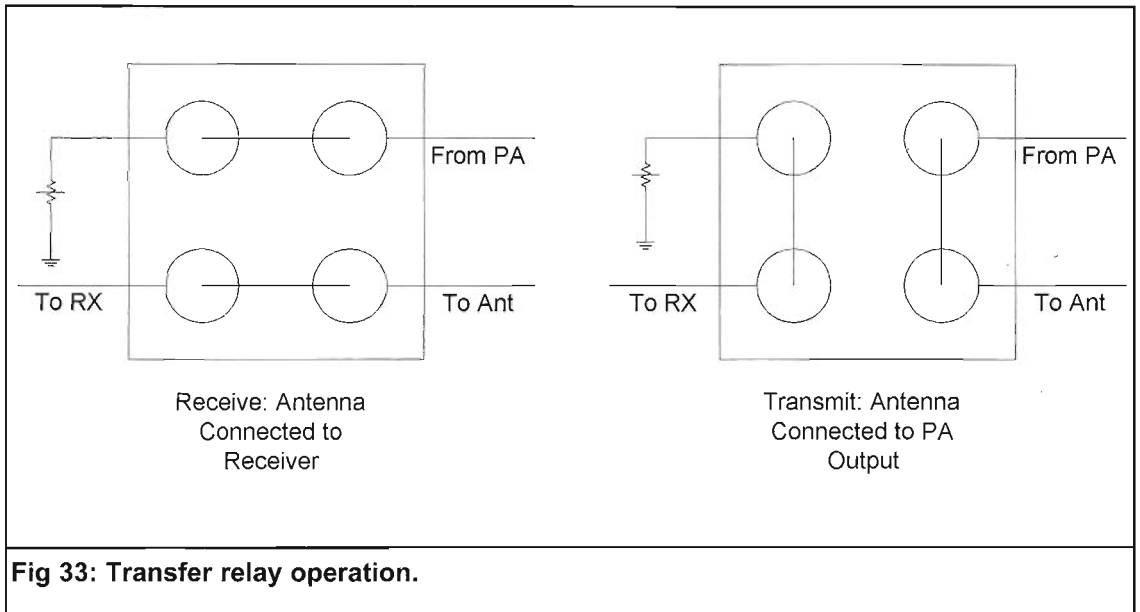 From PA
To RX
To Ant
Receive: Antenna
Connected to
Receiver
From PA
To RX
To Ant
Transmit: Antenna
Connected to PA
Output
Fig 33: Transfer relay operation.